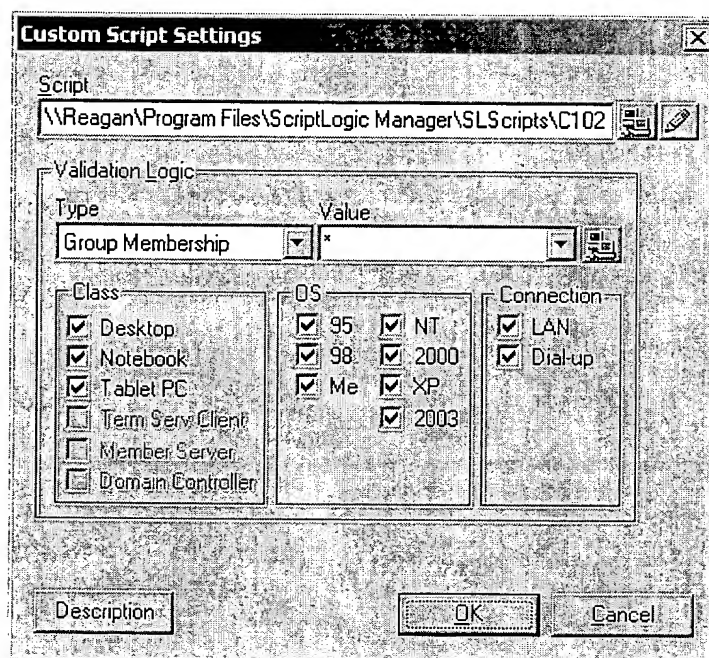 Custom Script Settings
Script
\\Reagan\Program Files\ScriptLogic Manager\SLScripts\C102
Validation Logic
Type Value
Group Membership *
Class OS Connection
Desktop 95 NT LAN
Notebook 98 2000 Dial-up
Tablet PC Me XP
Term Serv Client 2003
Member Server
Domain Controller
Description OK Cancel